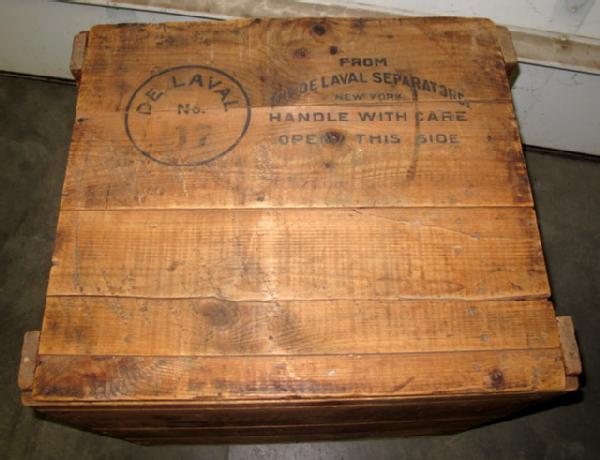 DE LAVAL
No.
17
FROM
THE DE LAVAL SEPARATOR CO.
NEW YORK
HANDLE WITH CARE
OPEN THIS SIDE